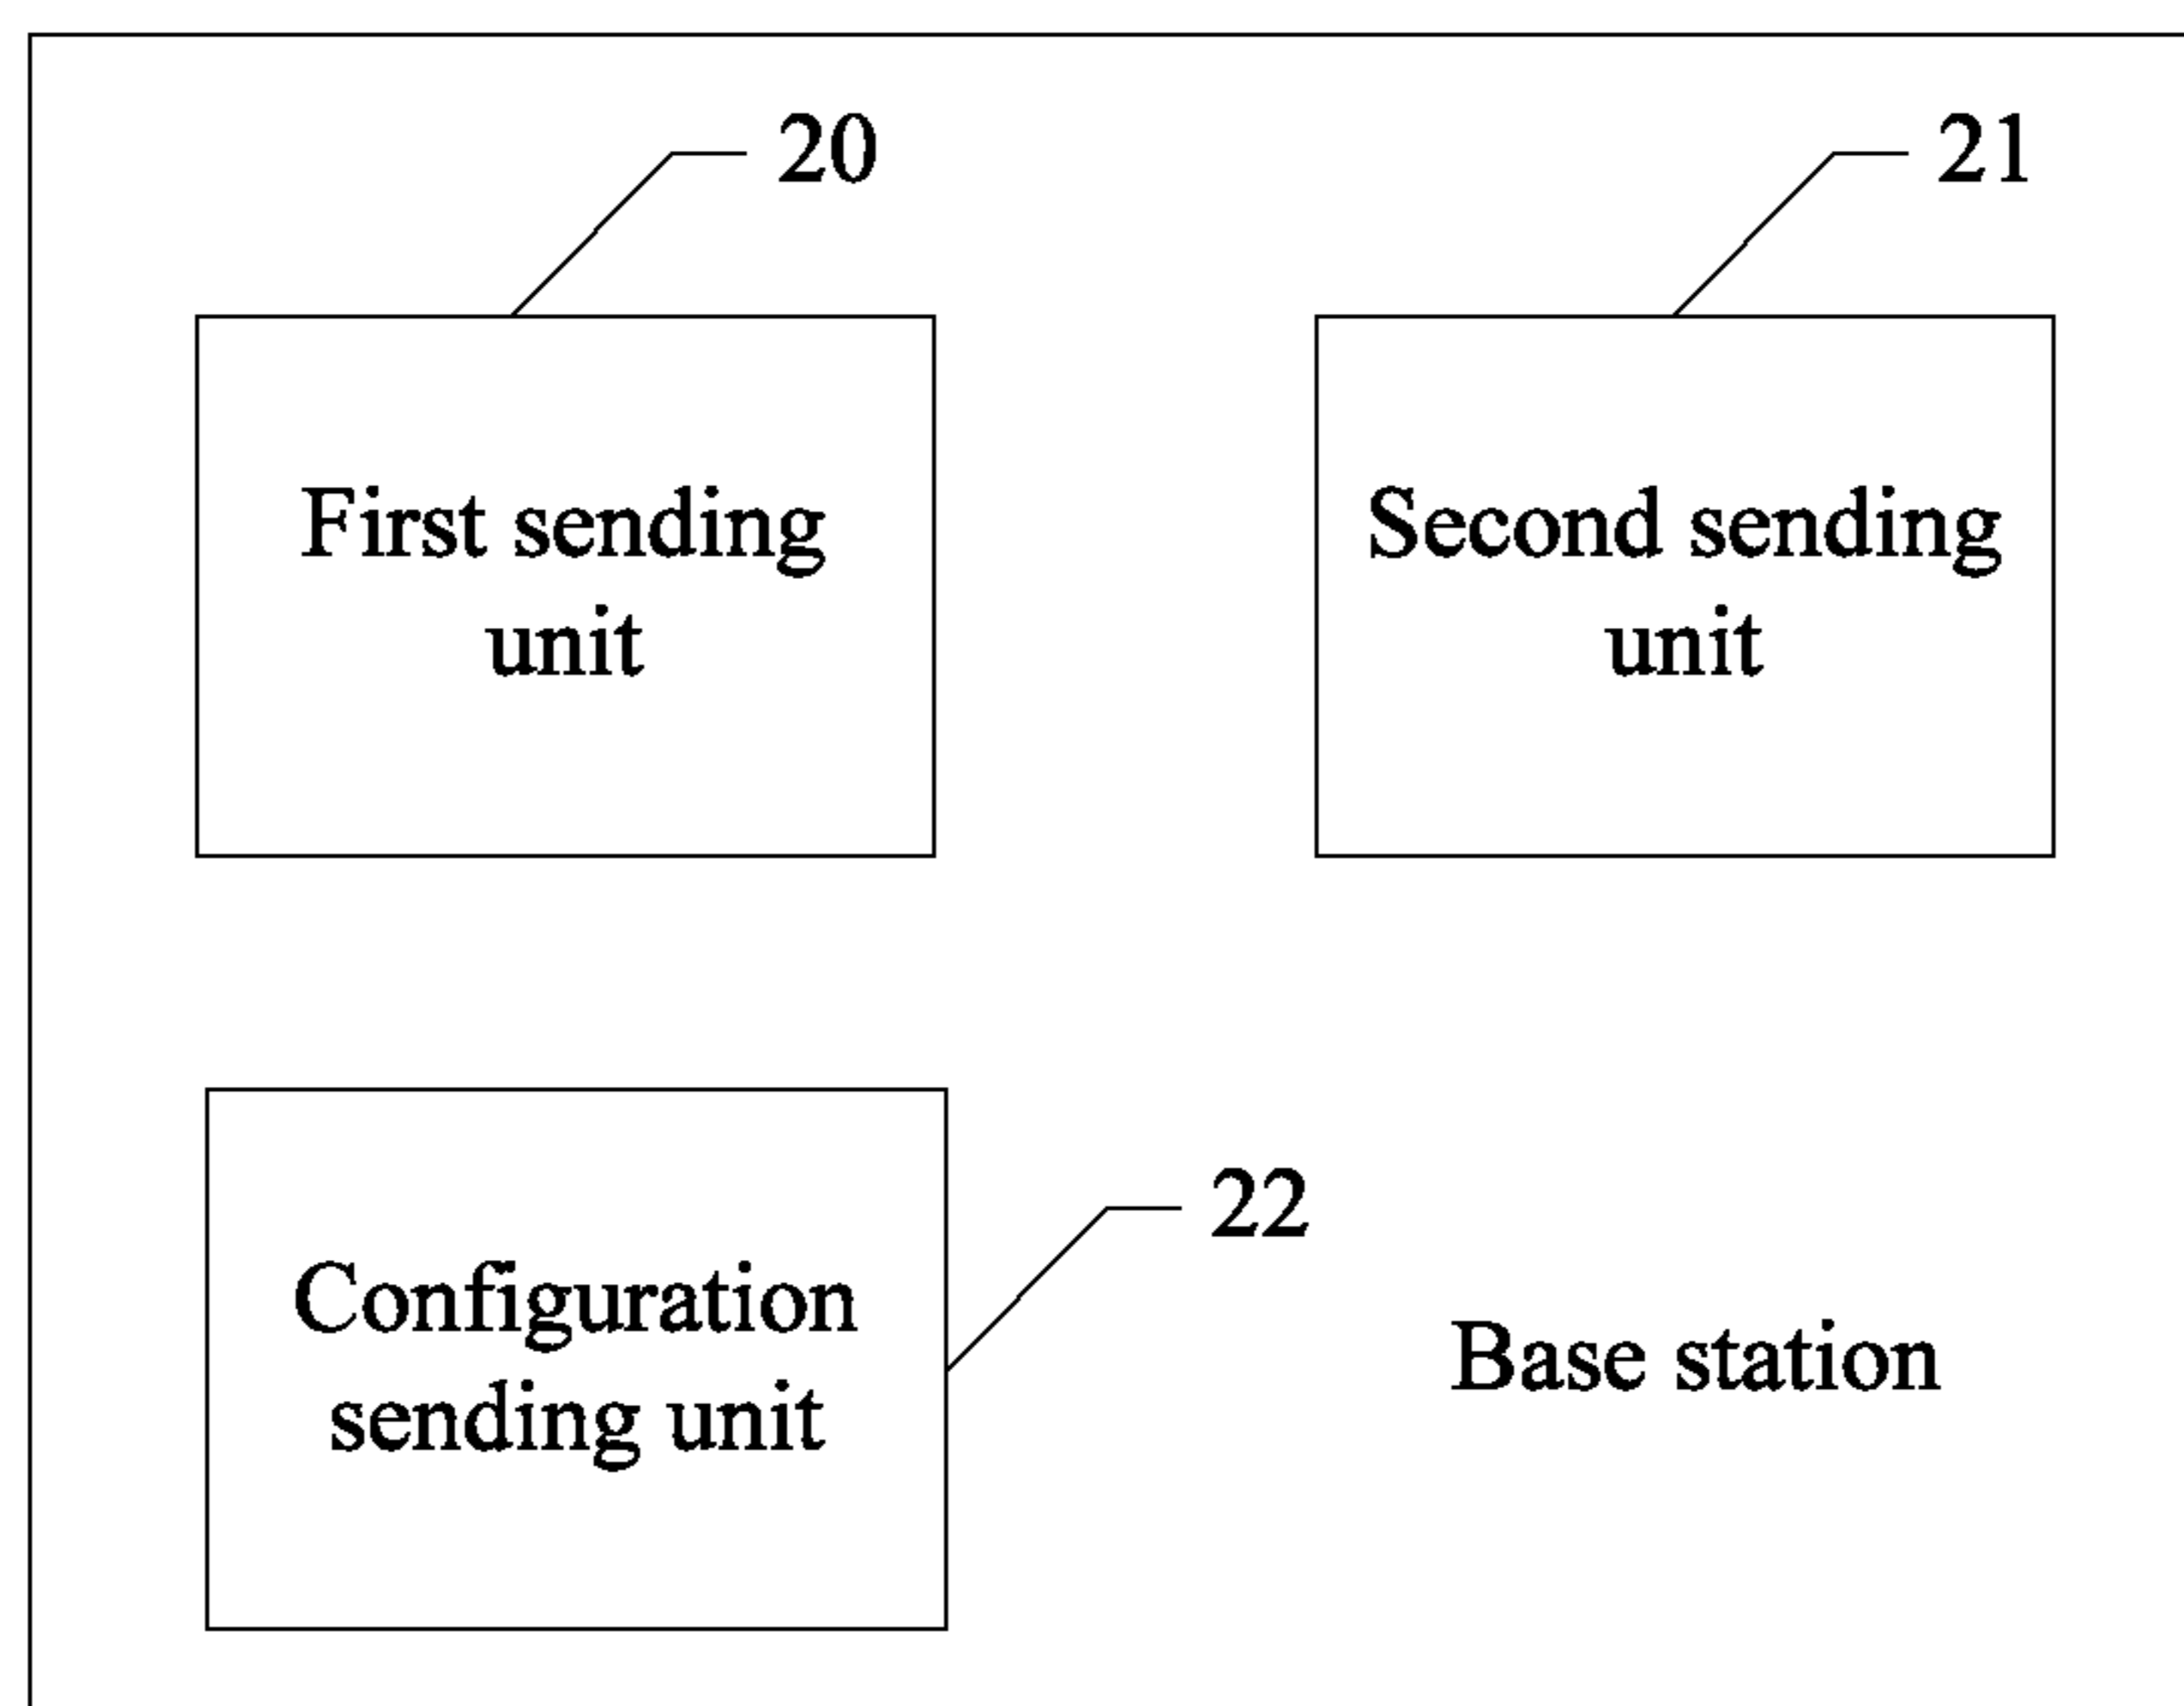 20
21
First sending
unit
Second sending
unit
22
Configuration
sending unit
Base station